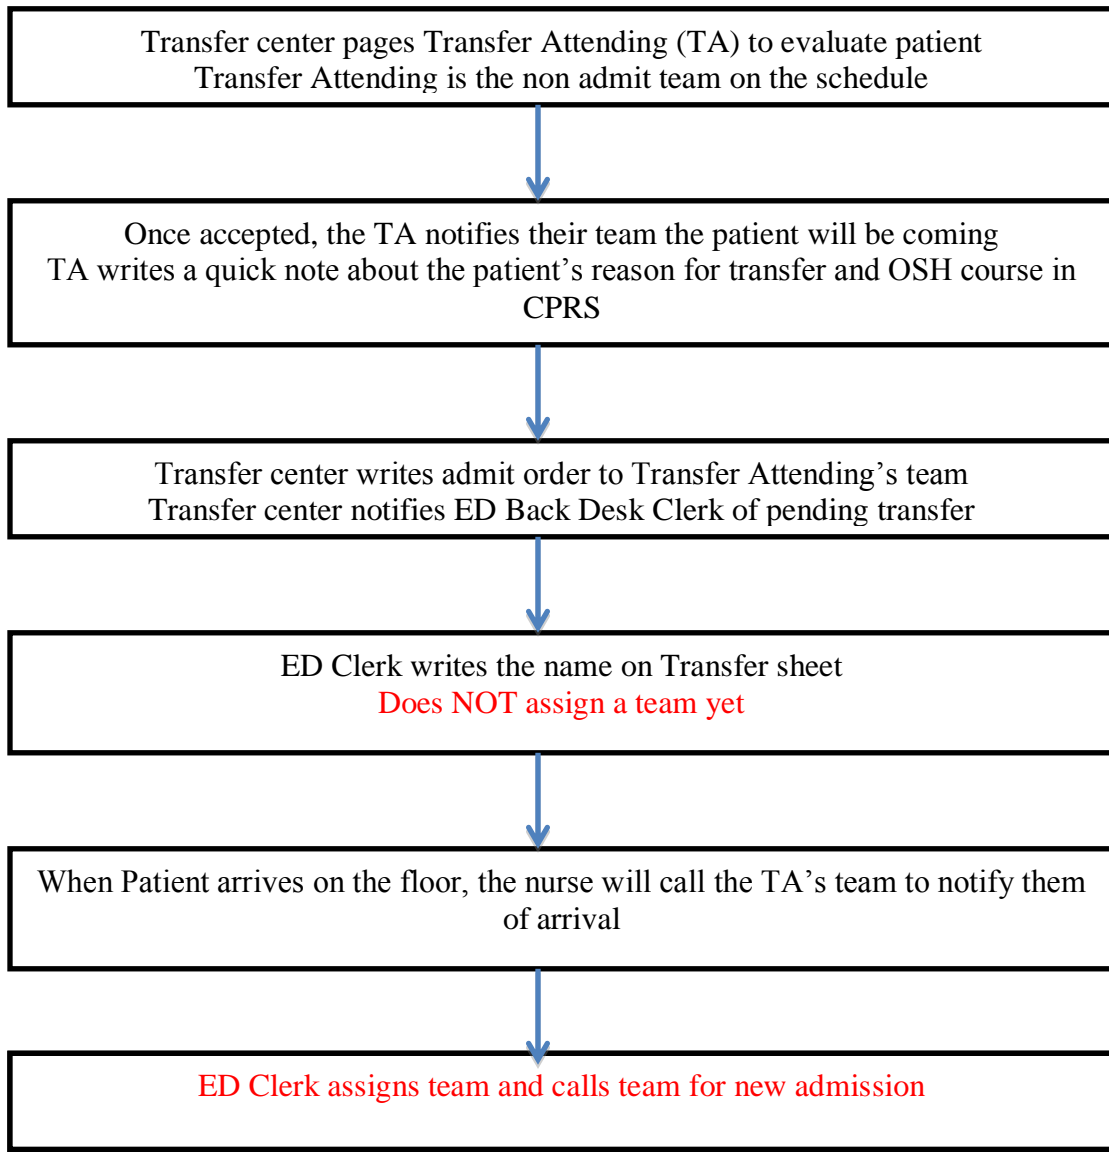 Transfer center pages Transfer Attending (TA) to evaluate patient
Transfer Attending is the non admit team on the schedule
Once accepted, the TA notifies their team the patient will be coming
TA writes a quick note about the patient’s reason for transfer and OSH course in
CPRS
Transfer center writes admit order to Transfer Attending’s team
Transfer center notifies ED Back Desk Clerk of pending transfer
ED Clerk writes the name on Transfer sheet
Does NOT assign a team yet
When Patient arrives on the floor, the nurse will call the TA’s team to notify them
of arrival
ED Clerk assigns team and calls team for new admission